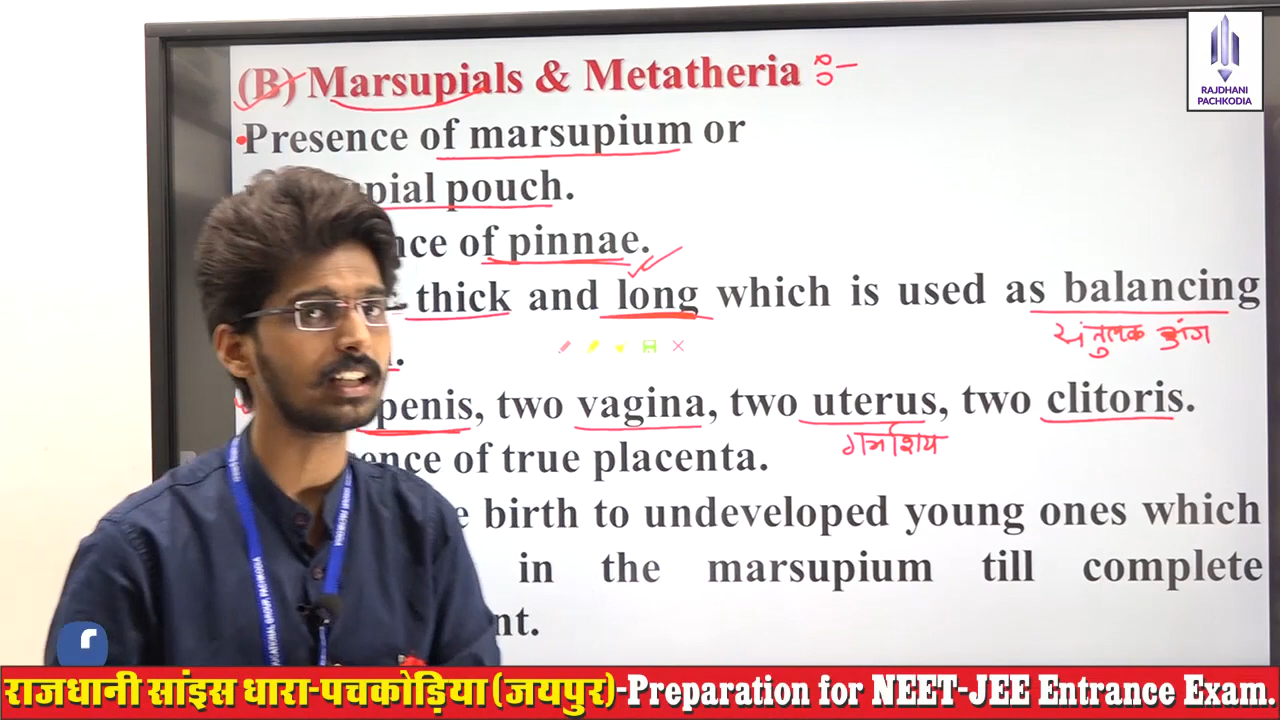 RAJDHANI
PACHKODIA
(B) Marsupials & Metatheria :-
•Presence of marsupium or
pial pouch.
nce of pinnae.
thick and long which is used as balancing
संतुलक अंग
penis, two vagina, two uterus, two clitoris.
गर्भाशय
ence of true placenta.
e birth to undeveloped young ones which
in the marsupium till complete
nt.
राजधानी सांइस धारा-पचकोड़िया (जयपुर)-Preparation for NEET-JEE Entrance Exam.